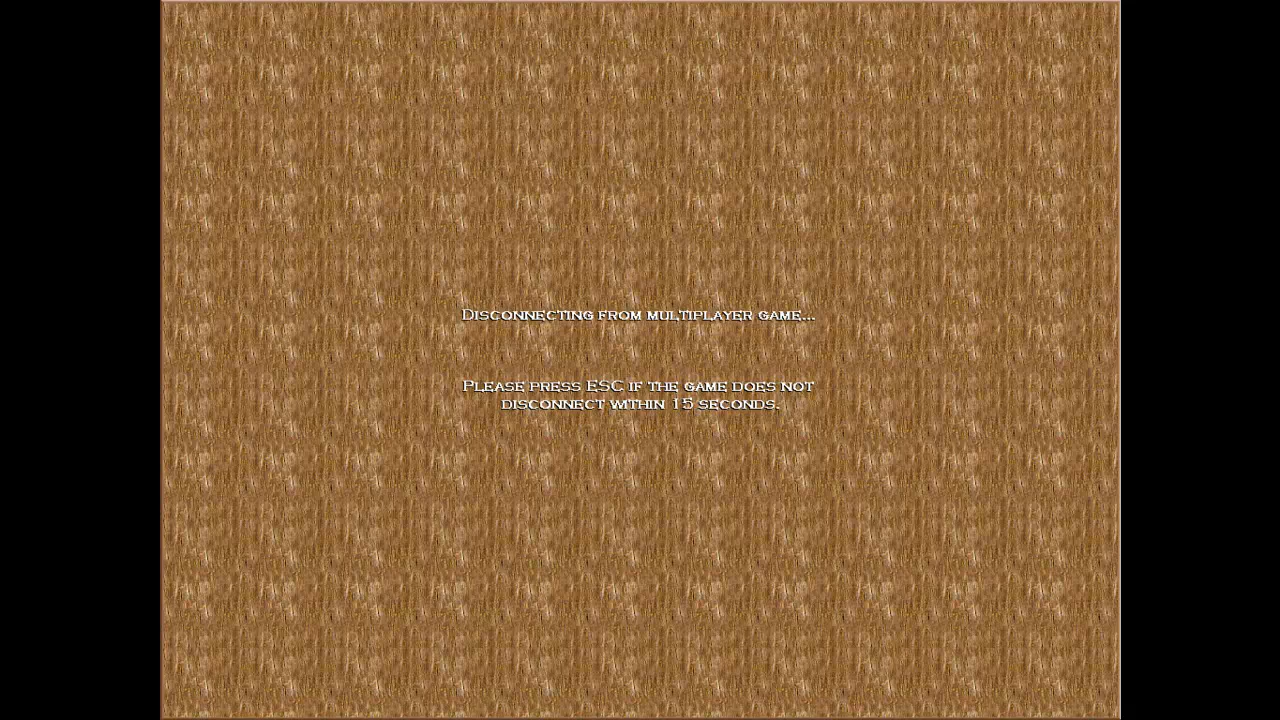 Disconnecting from multiplayer game...
Please press ESC if the game does not
disconnect within 15 seconds.